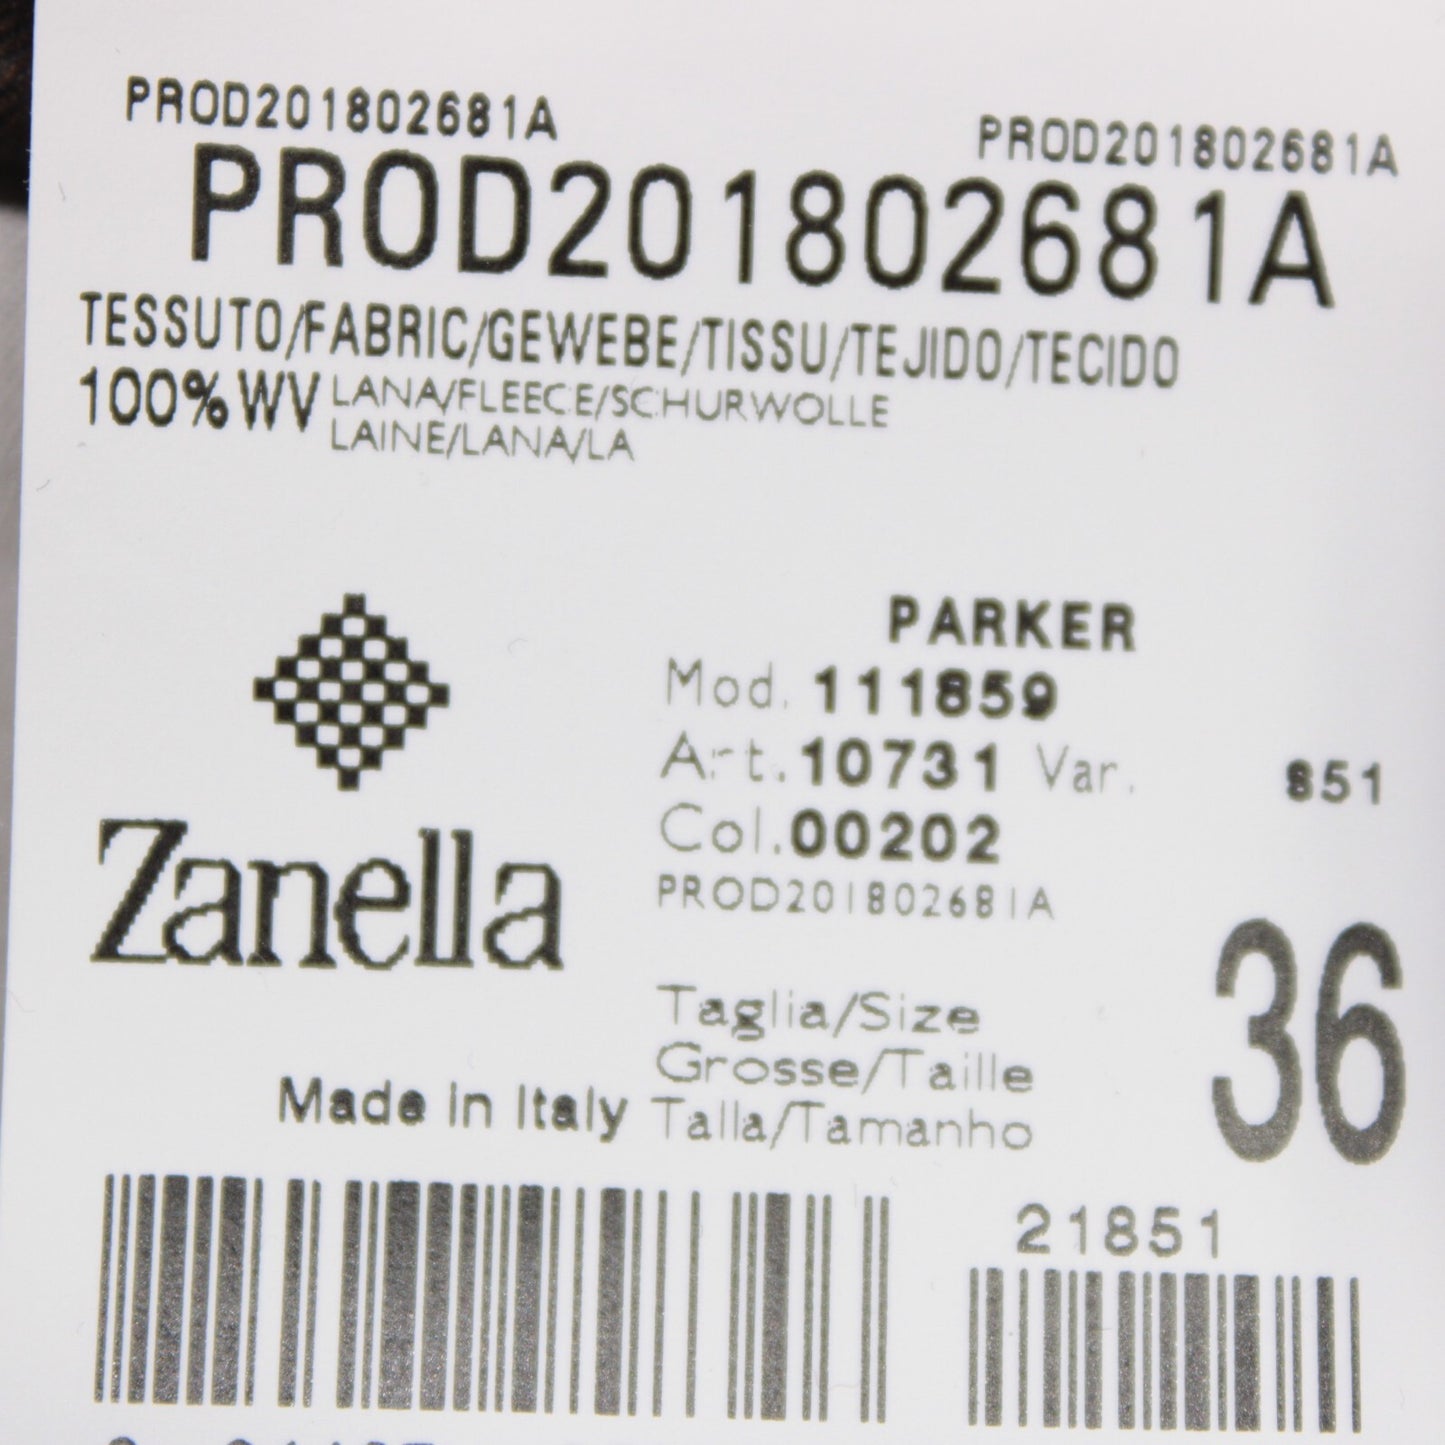 PROD201802681A
PROD201802681A
PROD201802681A
TESSUTO/FABRIC/GEWEBE/TISSU/TEJIDO/TECIDO
100% WV LANA/FLEECE/SCHURWOLLE
LAINE/LANA/LA
PARKER
Mod. 111859
Art. 10731 Var. 851
Col. 00202
PROD201802681A
Zanella
Taglia/Size
Grosse/Taille
Talla/Tamanho
36
Made in Italy
21851